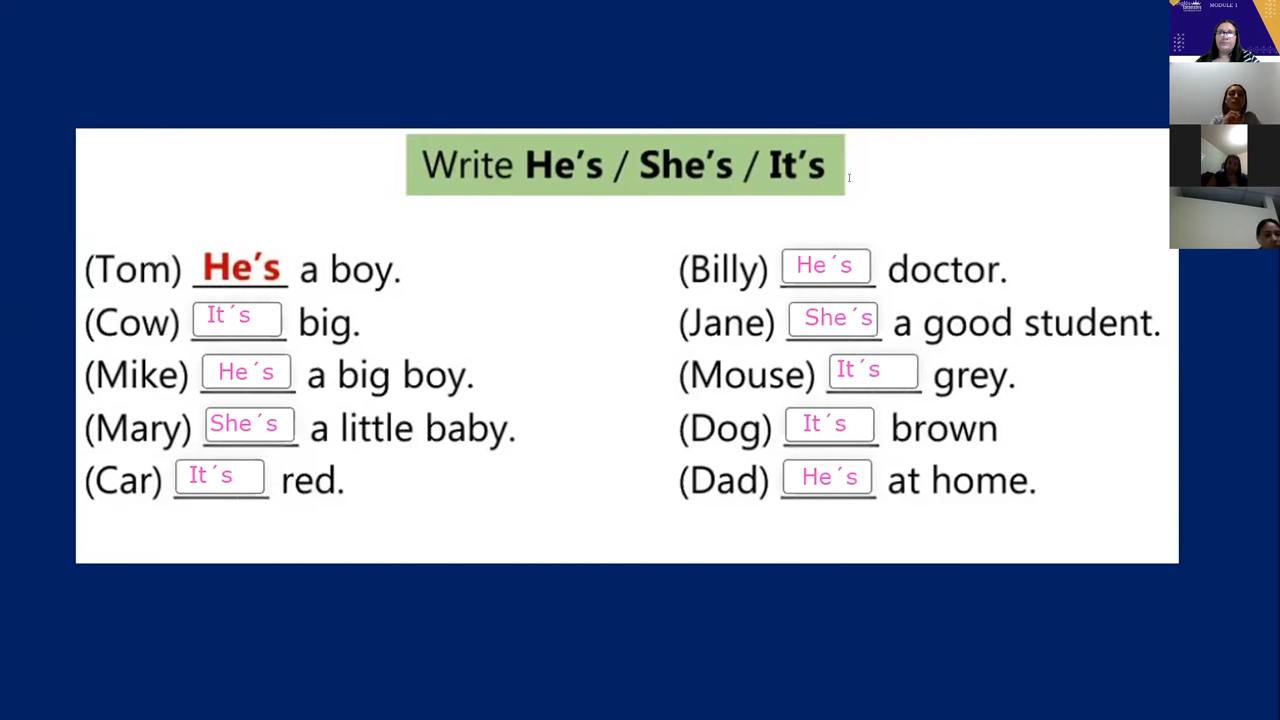 MODULE 1
Write He's / She's / It's
(Tom) He's a boy.
(Cow) It´s big.
(Mike) He´s a big boy.
(Mary) She´s a little baby.
(Car) It´s red.
(Billy) He´s doctor.
(Jane) She´s a good student.
(Mouse) It´s grey.
(Dog) It´s brown
(Dad) He´s at home.